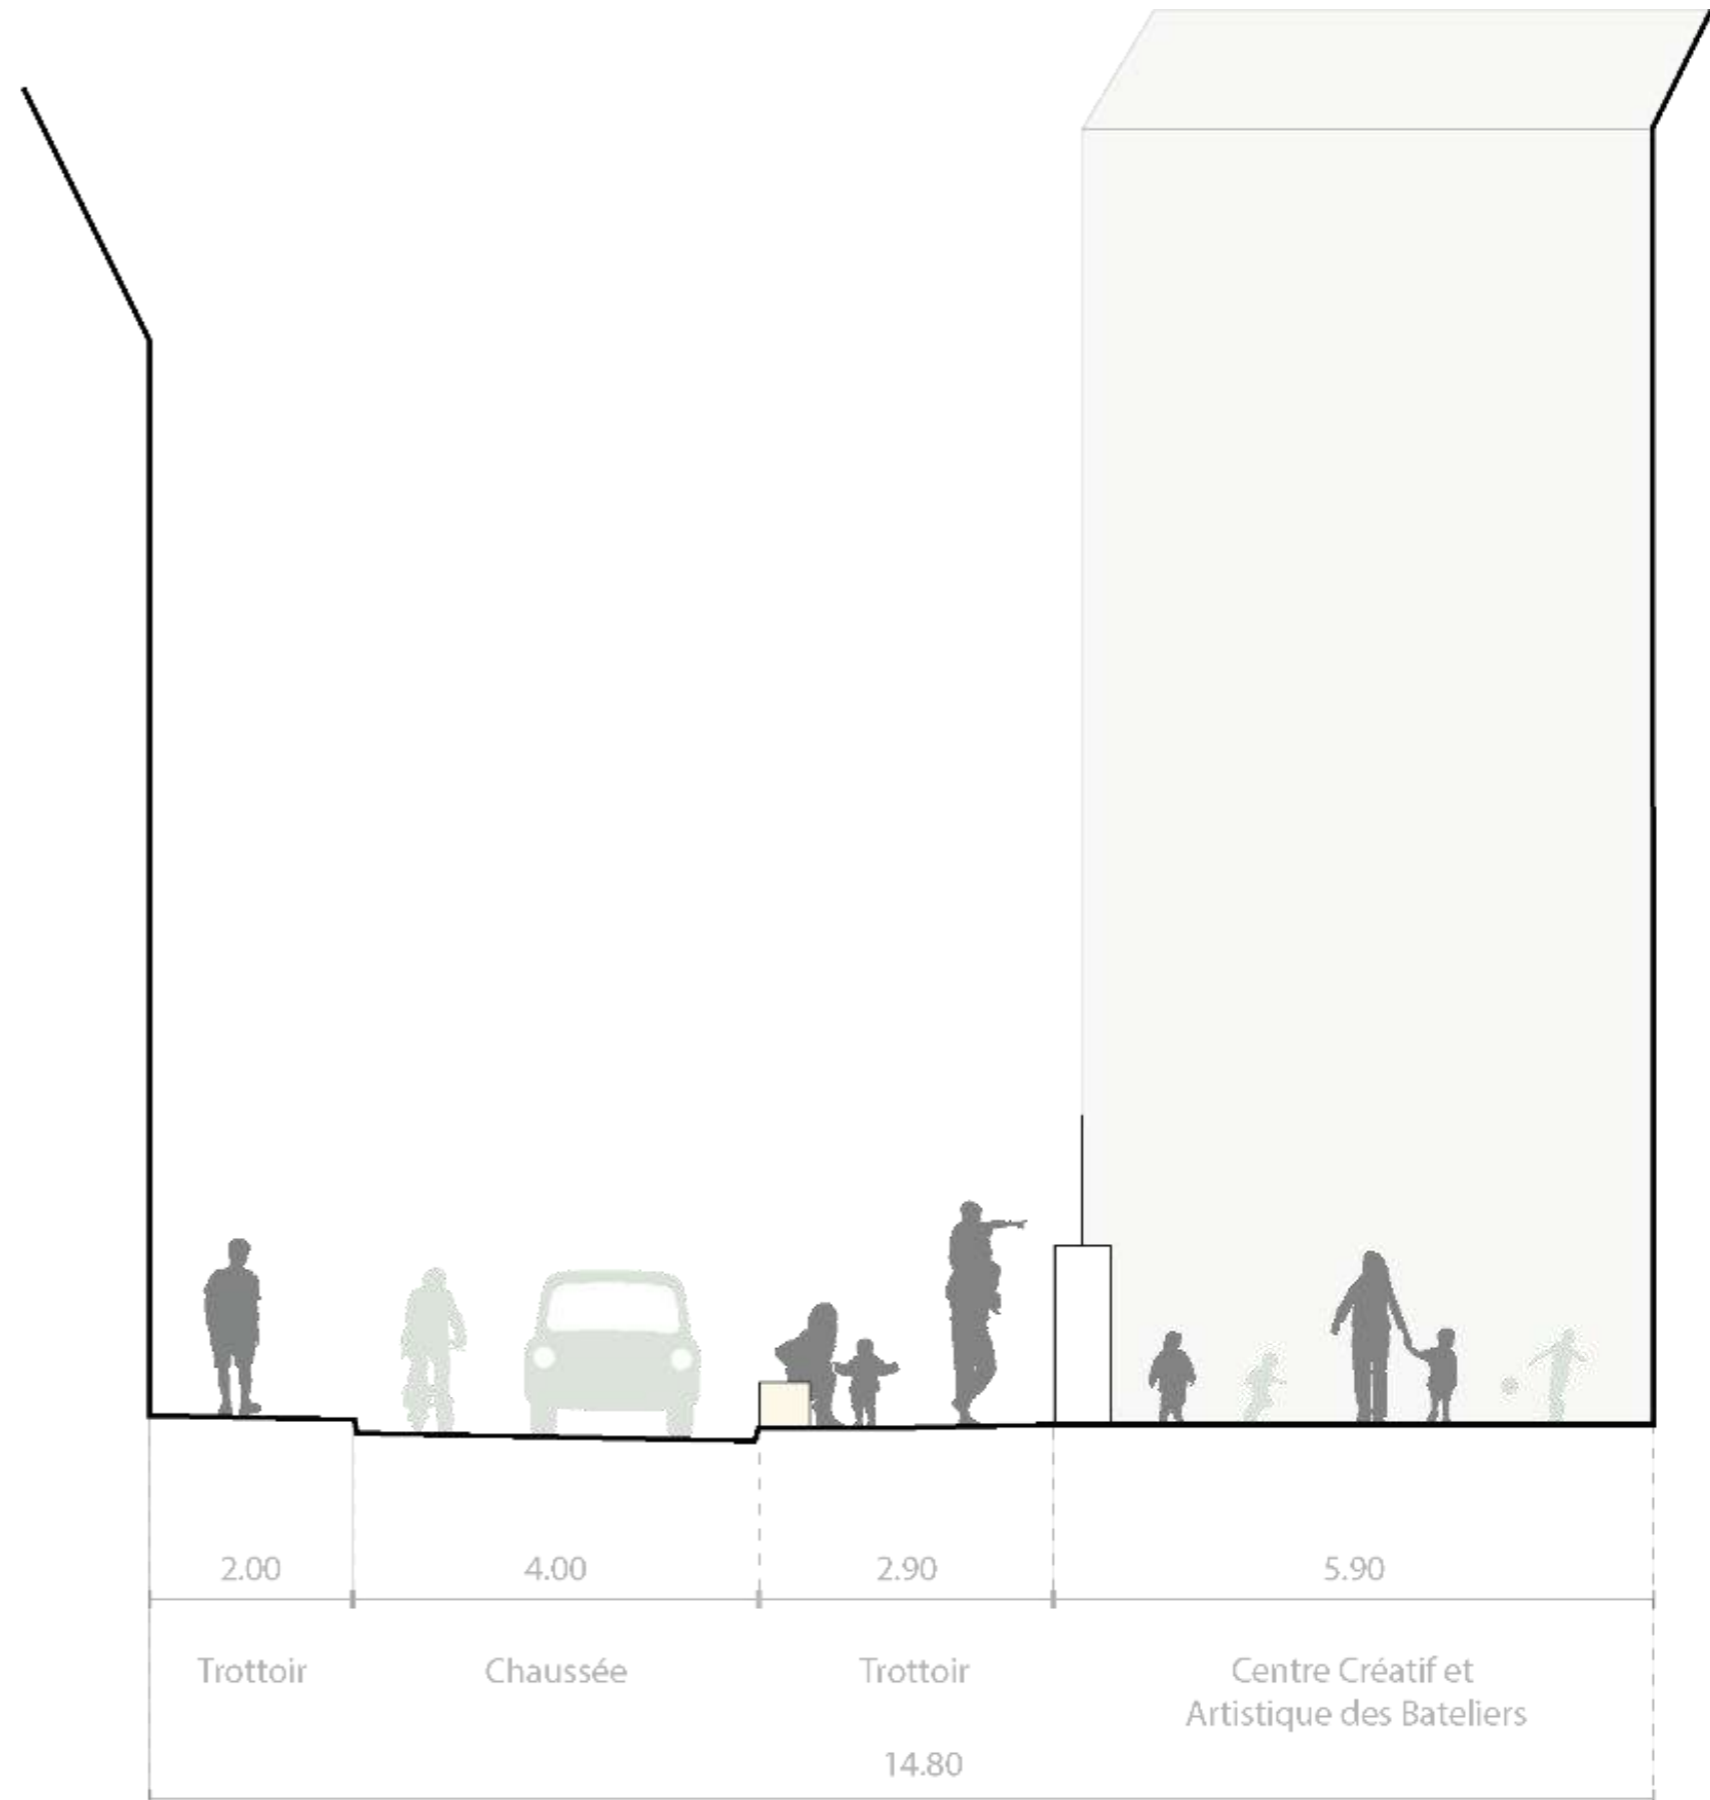 2.00 4.00 2.90 5.90
Trottoir Chaussée Trottoir Centre Créatif et
Artistique des Bateliers
14.80